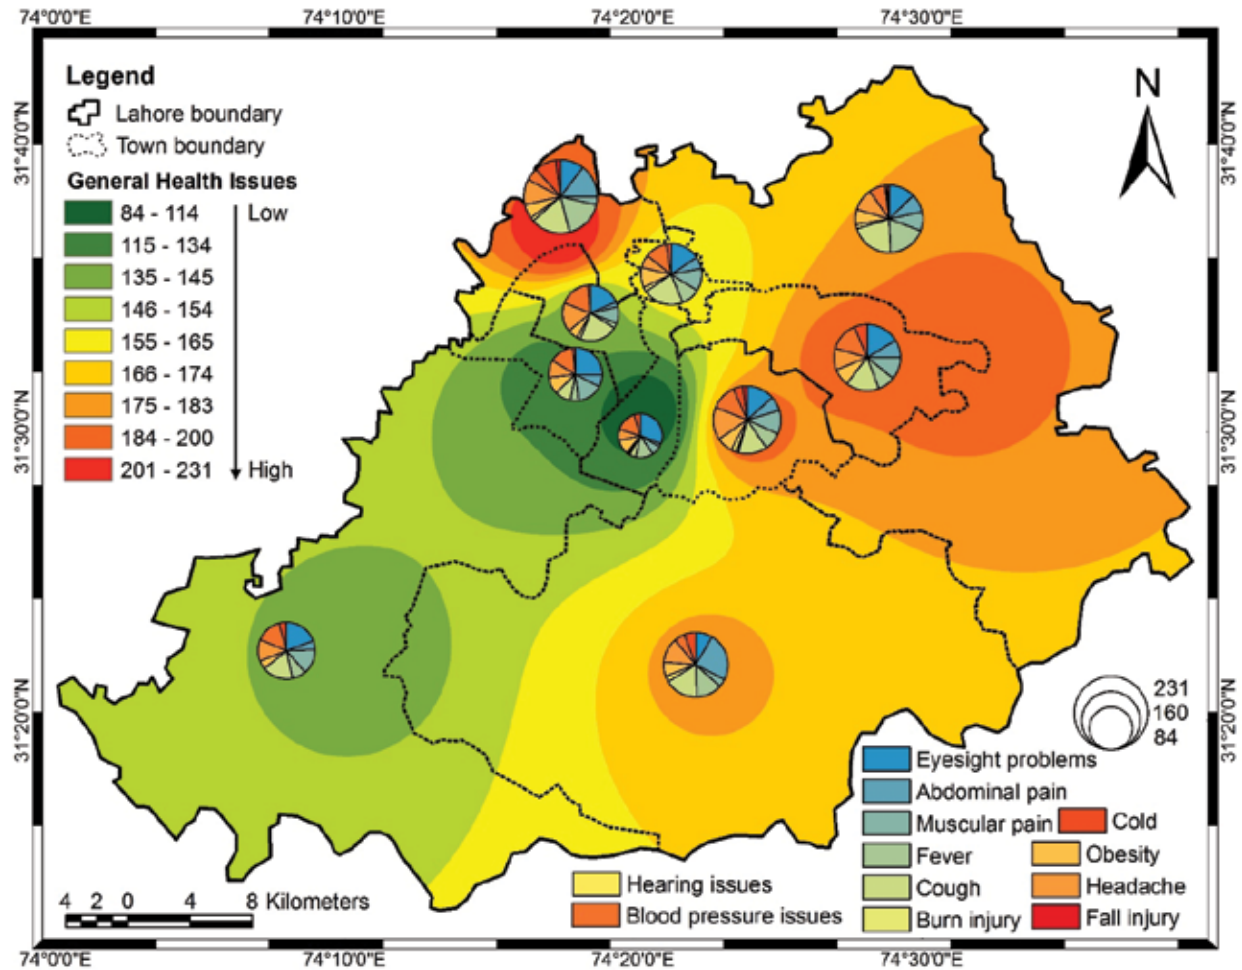 74°0'0"E 74°10'0"E 74°20'0"E 74°30'0"E
N
Legend
Lahore boundary
Town boundary
General Health Issues
84 - 114 Low
115 - 134
135 - 145
146 - 154
155 - 165
166 - 174
175 - 183
184 - 200
201 - 231 High
31°40'0"N 31°40'0"N
31°30'0"N 31°30'0"N
31°20'0"N 31°20'0"N
231
160
84
Eyesight problems
Abdominal pain
Muscular pain Cold
Fever Obesity
Hearing issues Cough Headache
Blood pressure issues Burn injury Fall injury
4 2 0 4 8 Kilometers
74°0'0"E 74°10'0"E 74°20'0"E 74°30'0"E